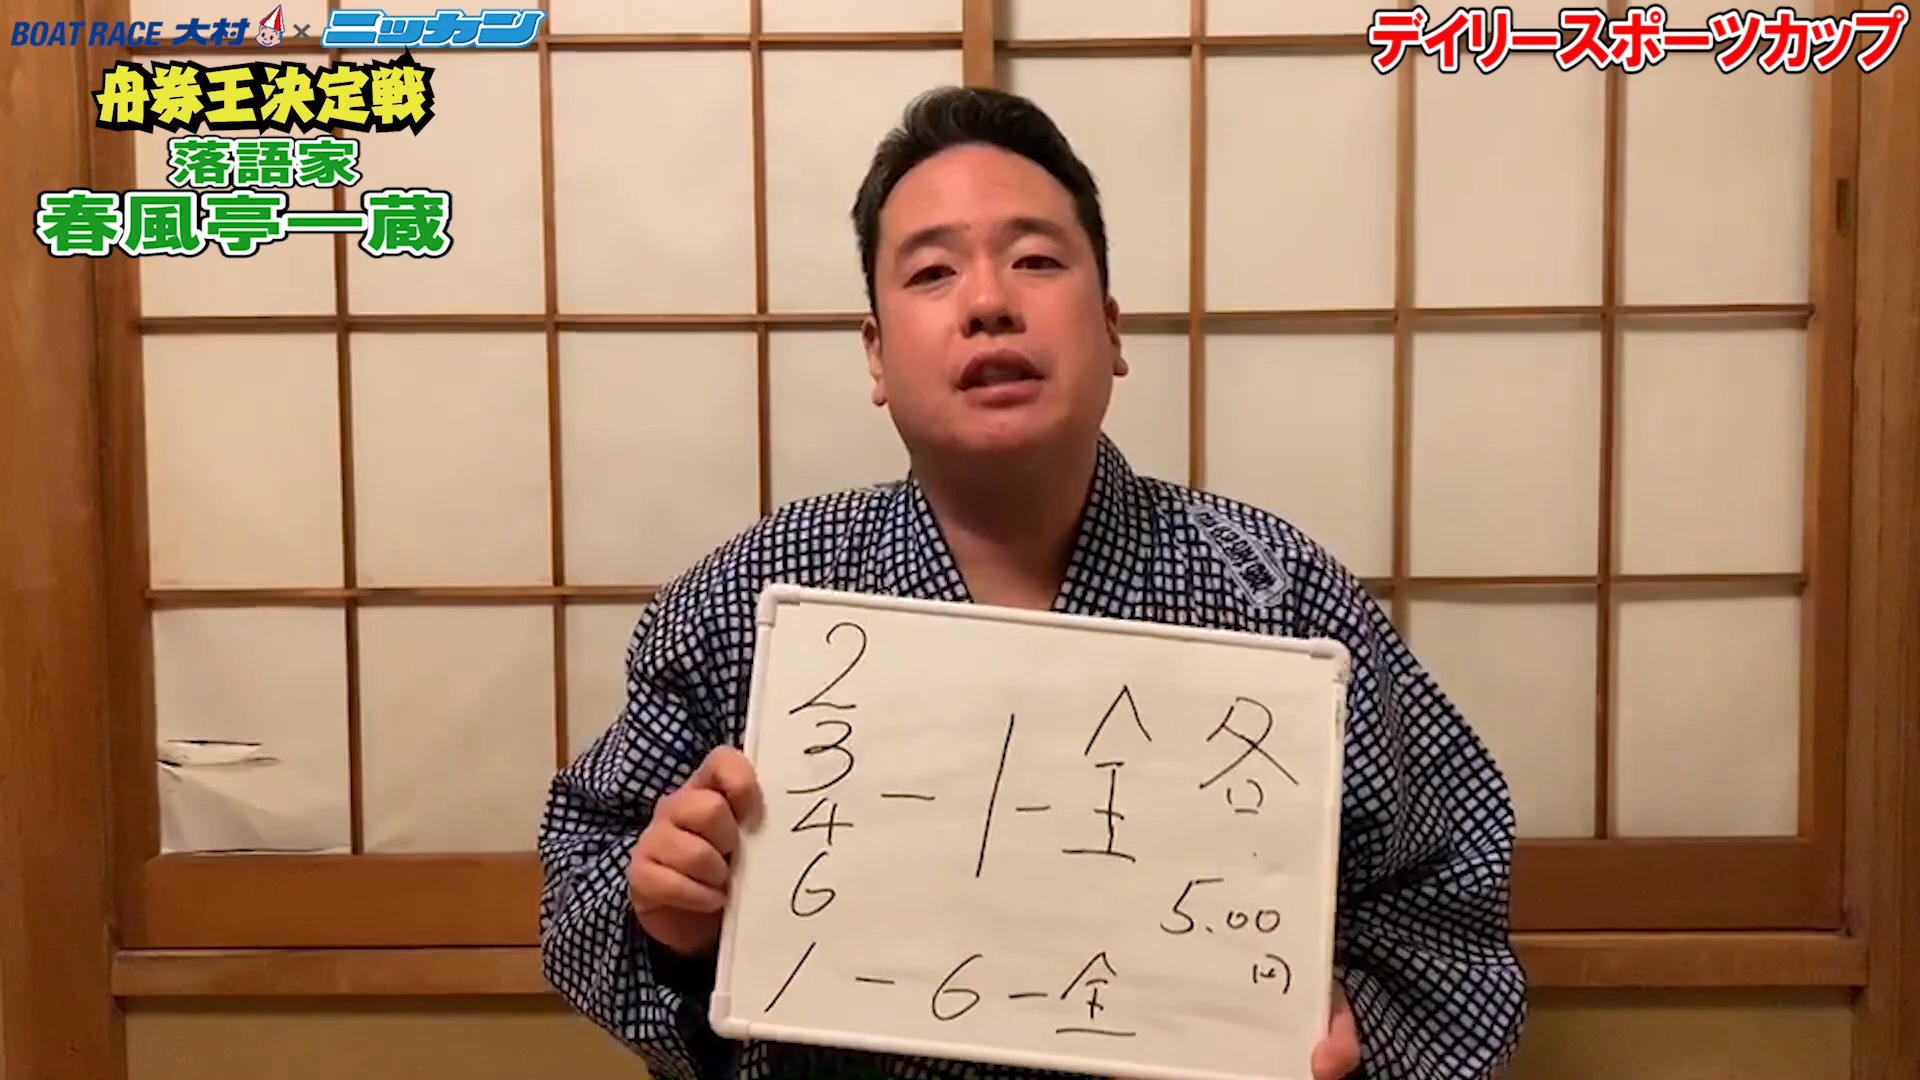 BOAT RACE 大村 × ニッカン
デイリースポーツカップ
舟券王決定戦
落語家
春風亭一蔵
2
3
4
6
- 1 - 全 各
5.00
1 - 6 - 全